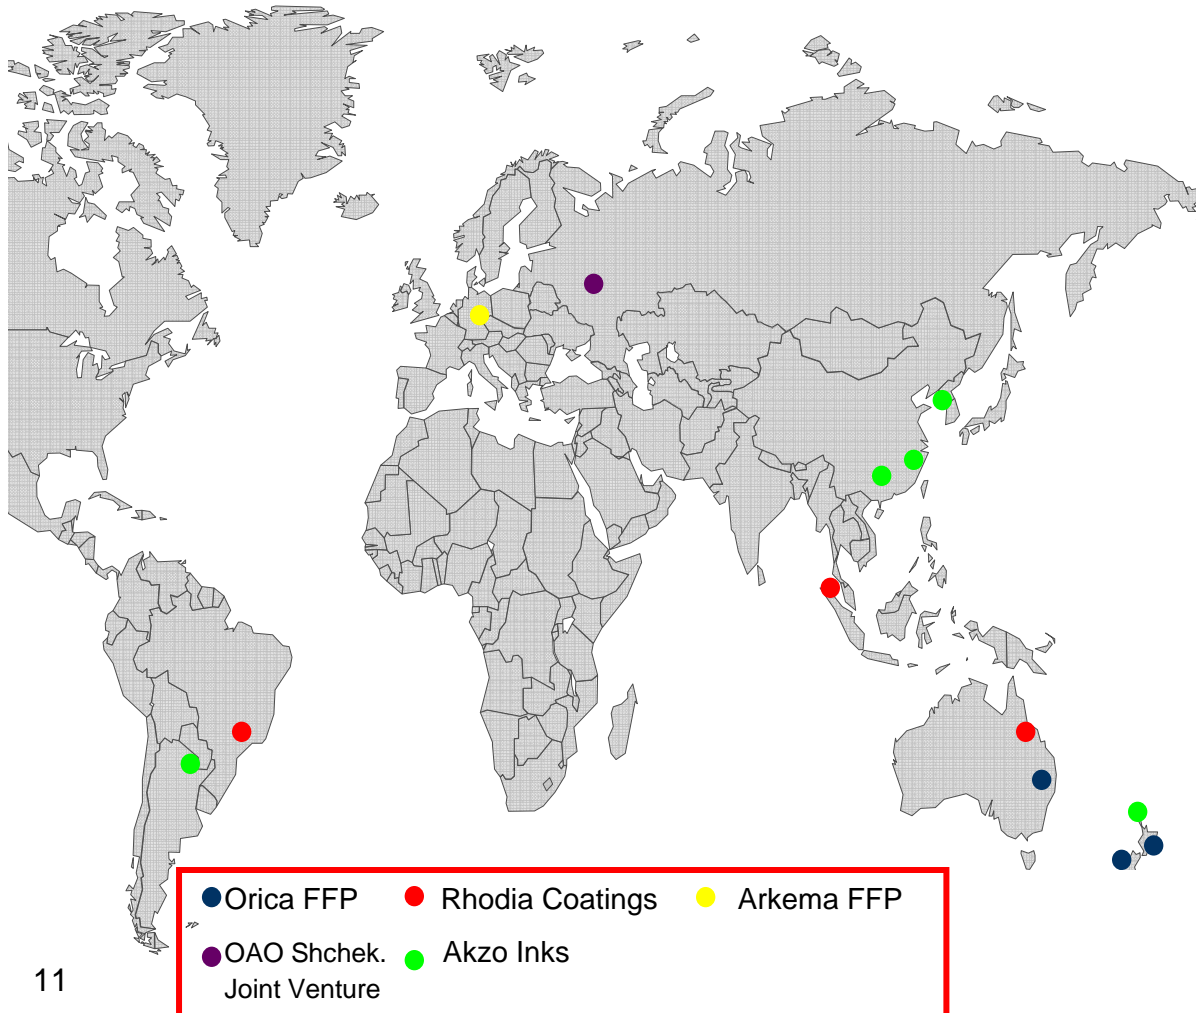 Orica FFP
Rhodia Coatings
Arkema FFP
OAO Shchek.
Joint Venture
Akzo Inks
11